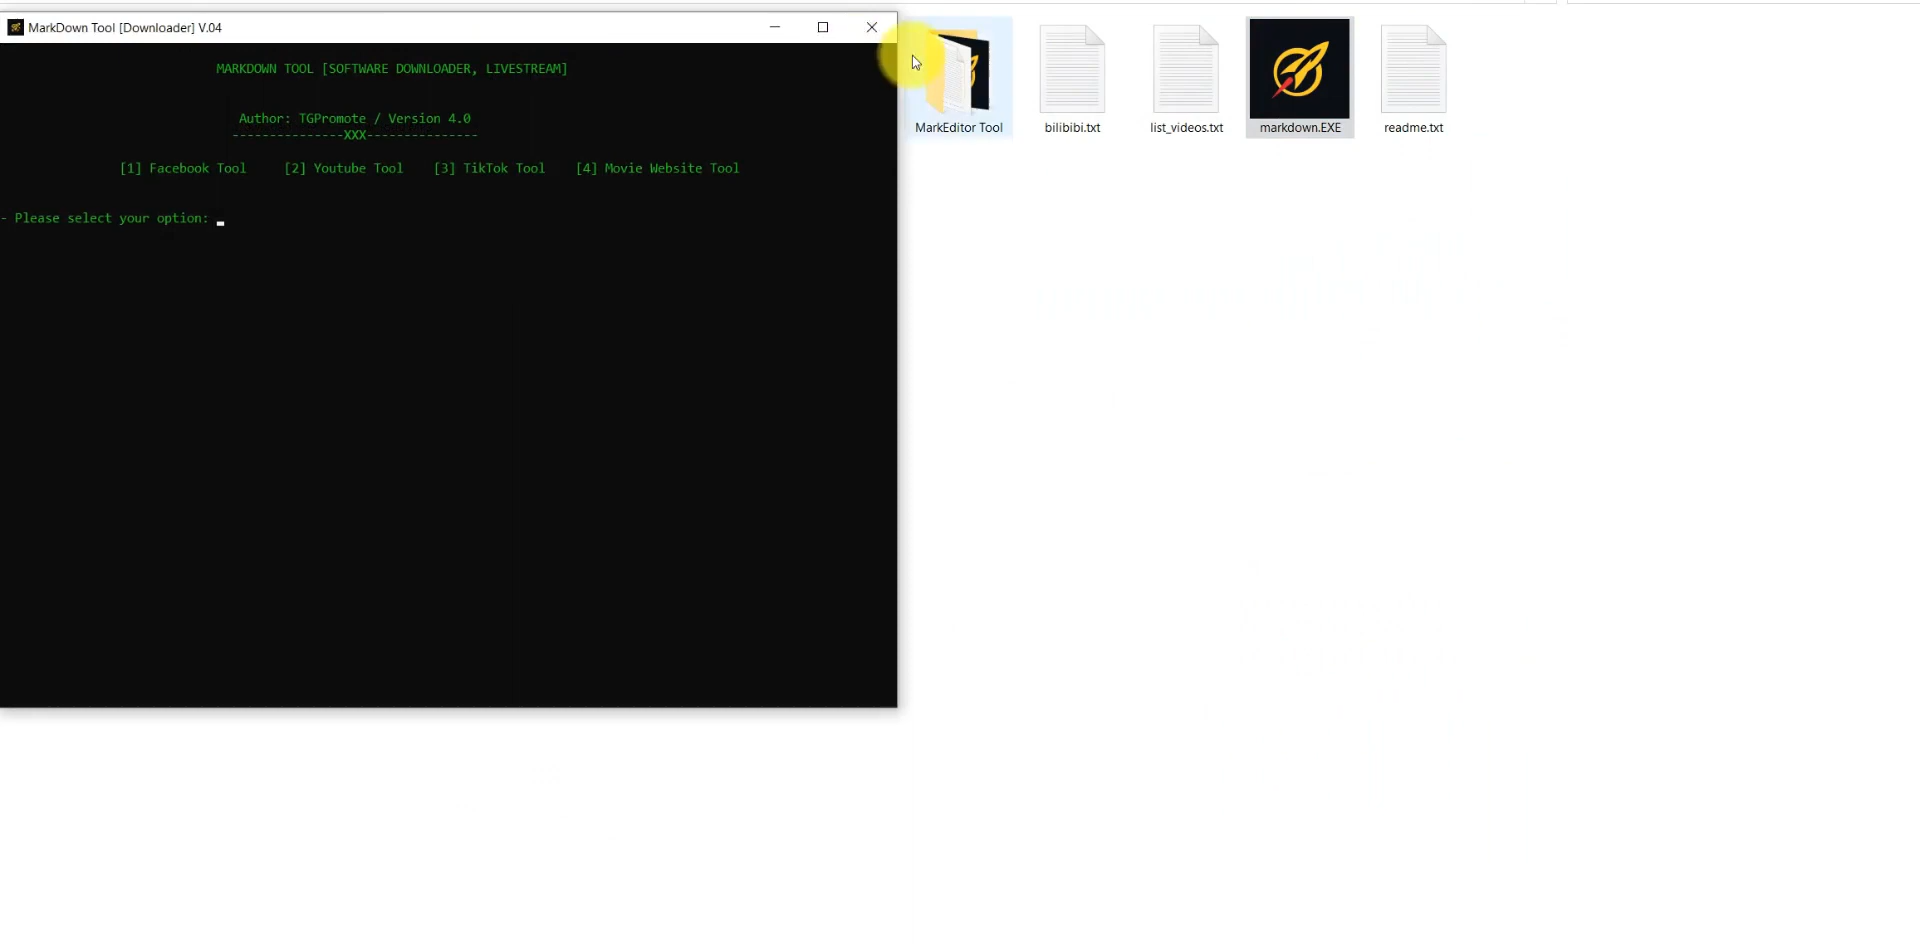 MarkDown Tool [Downloader] V.04
MARKDOWN TOOL [SOFTWARE DOWNLOADER, LIVESTREAM]
Author: TGPromote / Version 4.0
---------------XXX---------------
[1] Facebook Tool [2] Youtube Tool [3] TikTok Tool [4] Movie Website Tool
- Please select your option:
MarkEditor Tool
bilibibi.txt
list_videos.txt
markdown.EXE
readme.txt